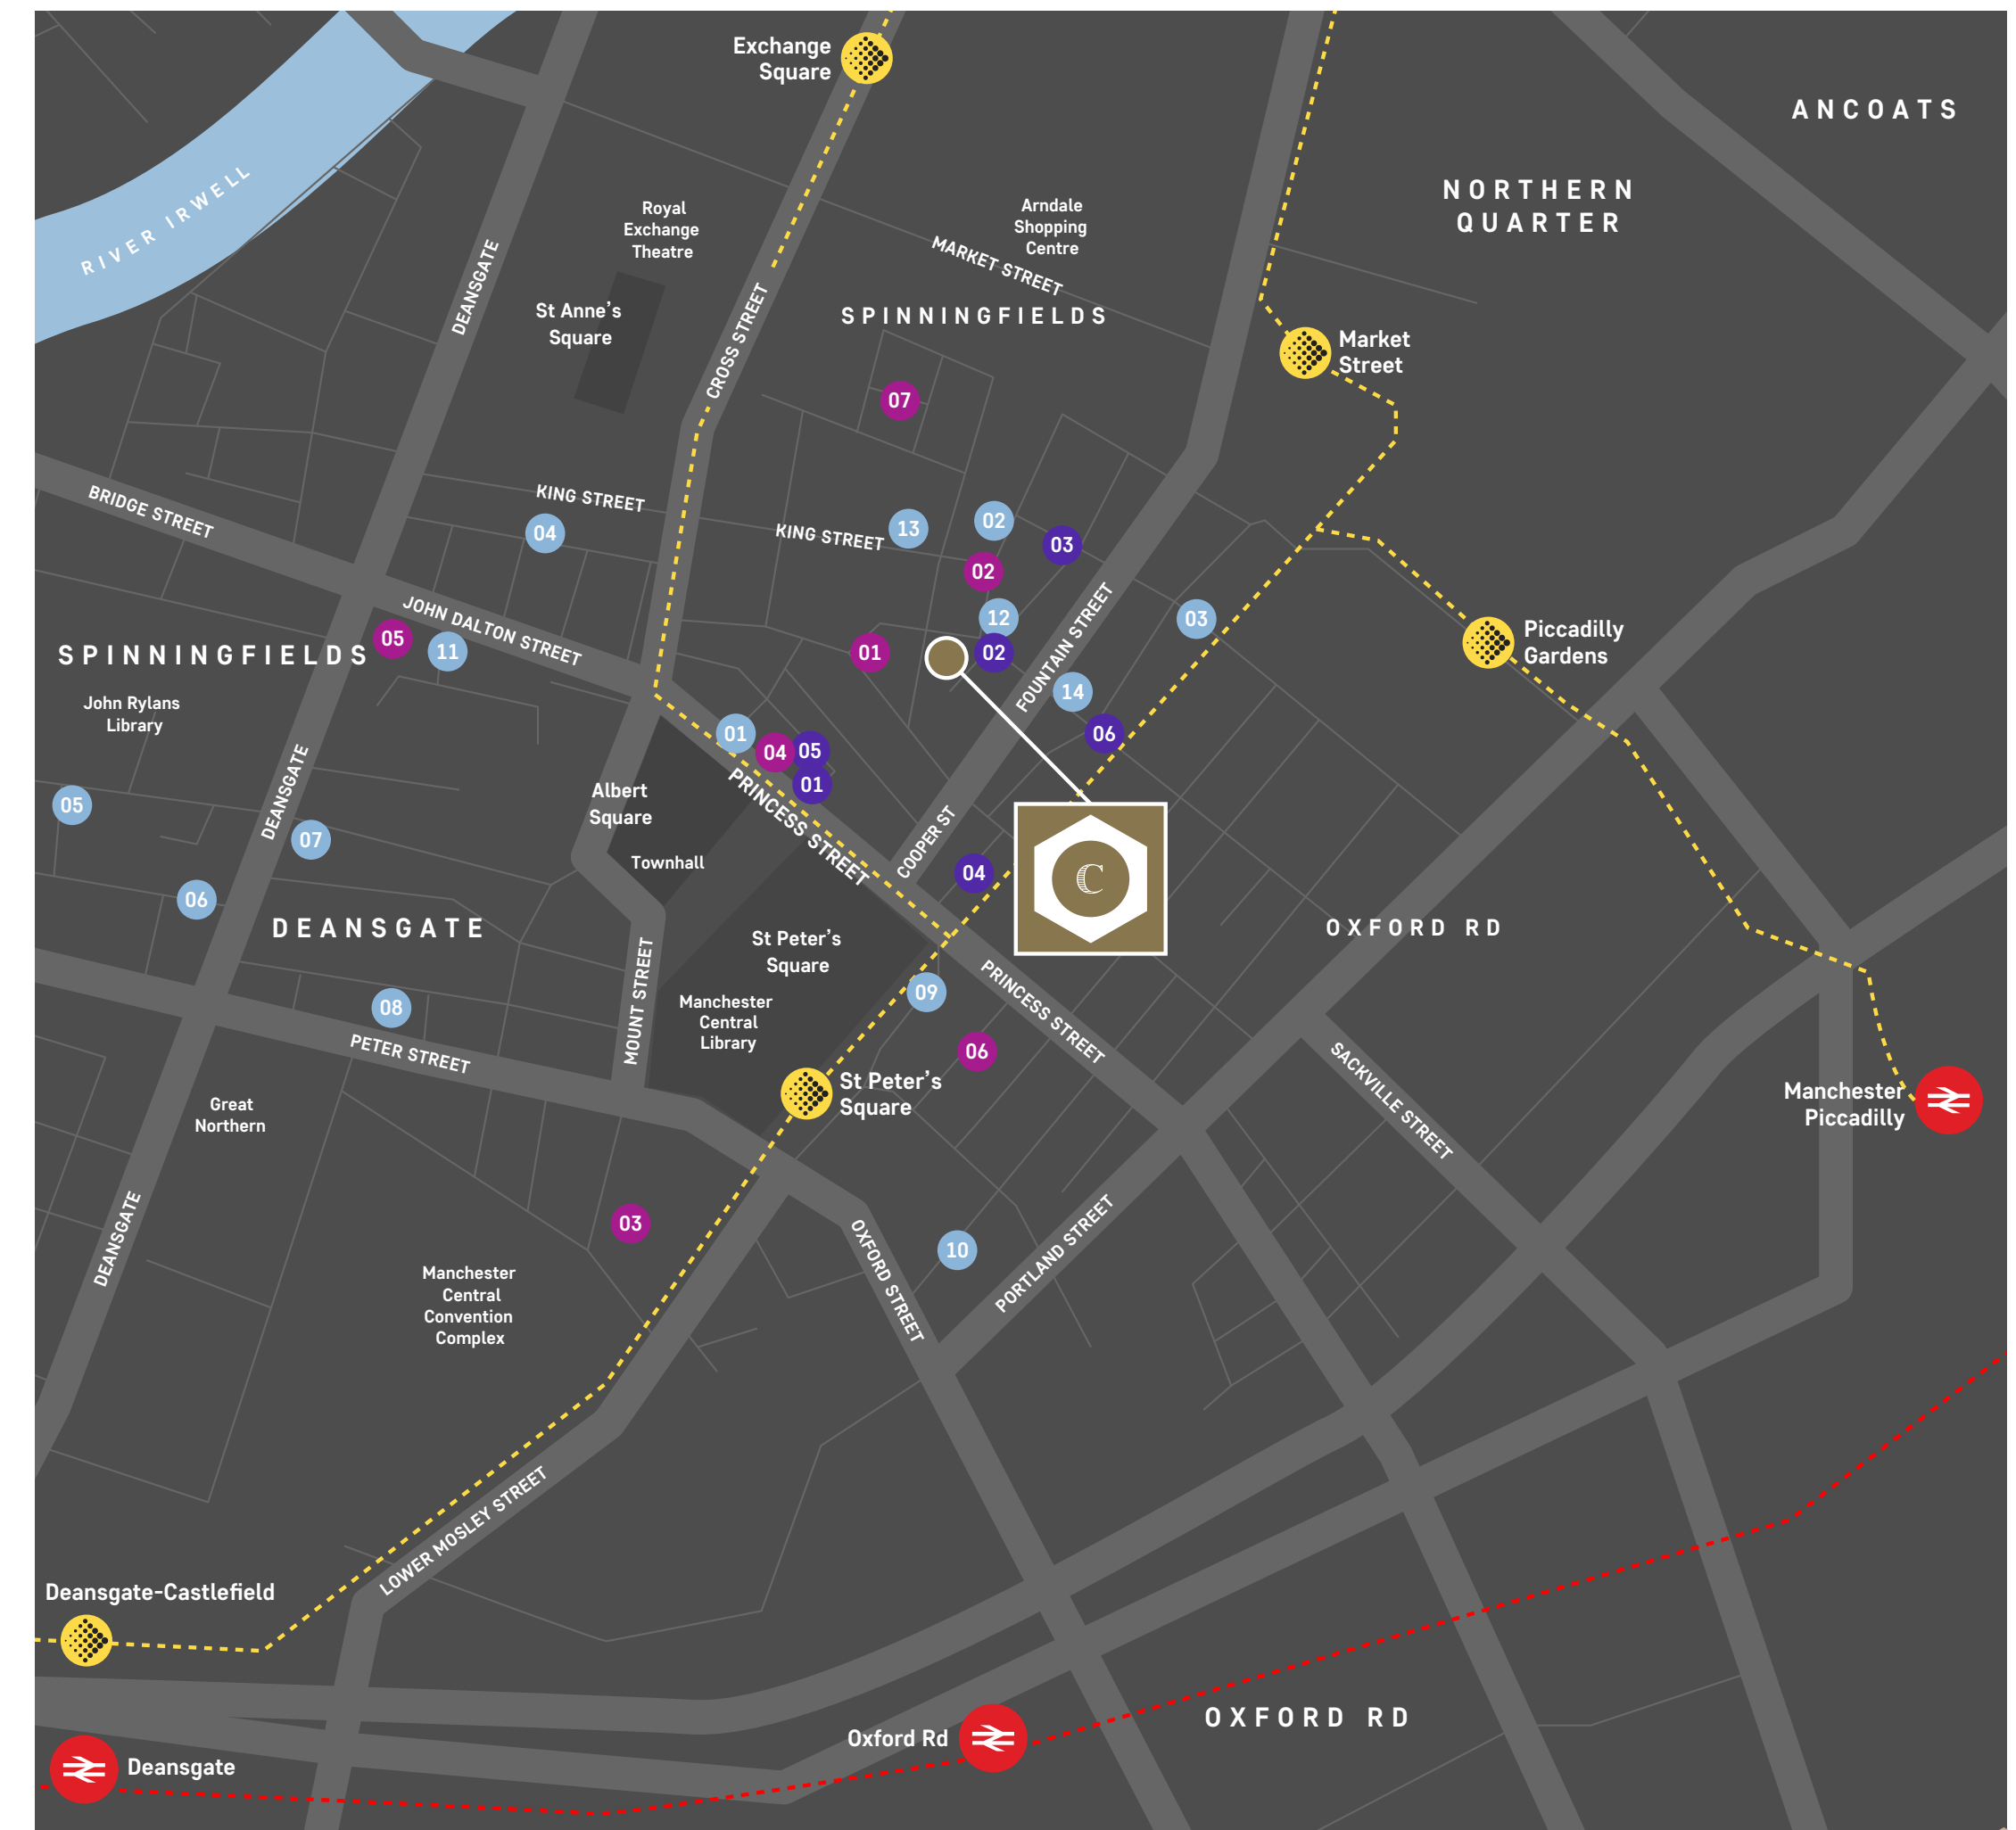 Exchange
Square
ANCOATS
RIVER IRWELL
NORTHERN
QUARTER
Royal
Exchange
Theatre
Arndale
Shopping
Centre
MARKET STREET
DEANSGATE
St Anne's
Square
CROSS STREET
SPINNINGFIELDS
Market
Street
07
BRIDGE STREET
KING STREET
04
KING STREET
13
02
03
02
JOHN DALTON STREET
05
11
12
03
FOUNTAIN STREET
01
02
Piccadilly
Gardens
SPINNINGFIELDS
John Rylans
Library
14
01
04
05
06
01
DEANSGATE
05
07
Albert
Square
PRINCESS STREET
Townhall
COOPER ST
04
C
06
DEANSGATE
OXFORD RD
St Peter's
Square
MOUNT STREET
08
PETER STREET
Manchester
Central
Library
09
PRINCESS STREET
06
St Peter's
Square
SACKVILLE STREET
Manchester
Piccadilly
Great
Northern
DEANSGATE
03
OXFORD STREET
10
PORTLAND STREET
Manchester
Central
Convention
Complex
LOWER MOSLEY STREET
Deansgate-Castlefield
OXFORD RD
Oxford Rd
Deansgate